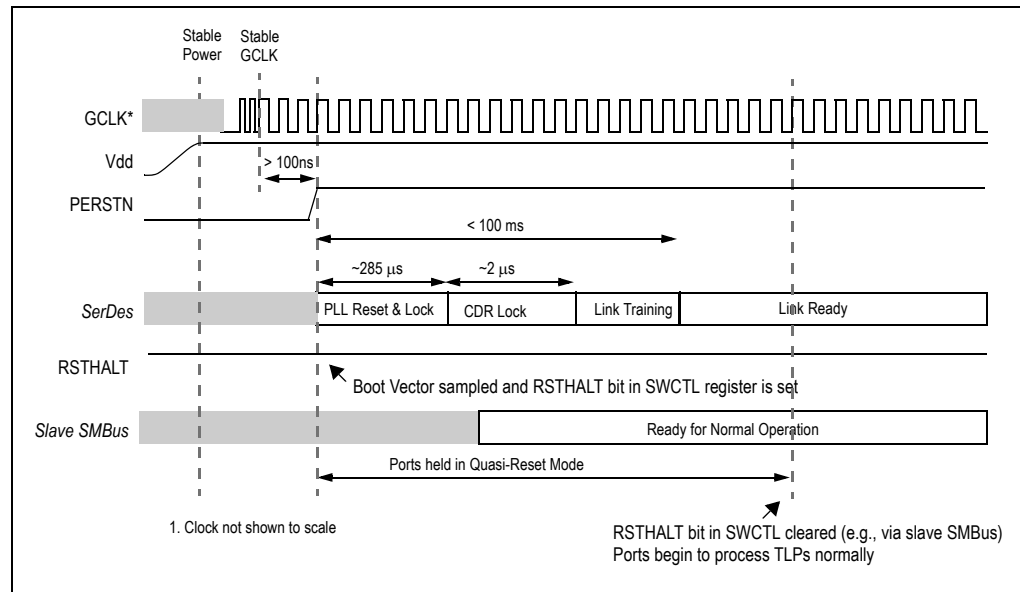 Stable Power
Stable GCLK
GCLK*
Vdd
> 100ns
PERSTN
< 100 ms
~285 μs
~2 μs
SerDes
PLL Reset & Lock
CDR Lock
Link Training
Link Ready
RSTHALT
Boot Vector sampled and RSTHALT bit in SWCTL register is set
Slave SMBus
Ready for Normal Operation
Ports held in Quasi-Reset Mode
1. Clock not shown to scale
RSTHALT bit in SWCTL cleared (e.g., via slave SMBus)
Ports begin to process TLPs normally